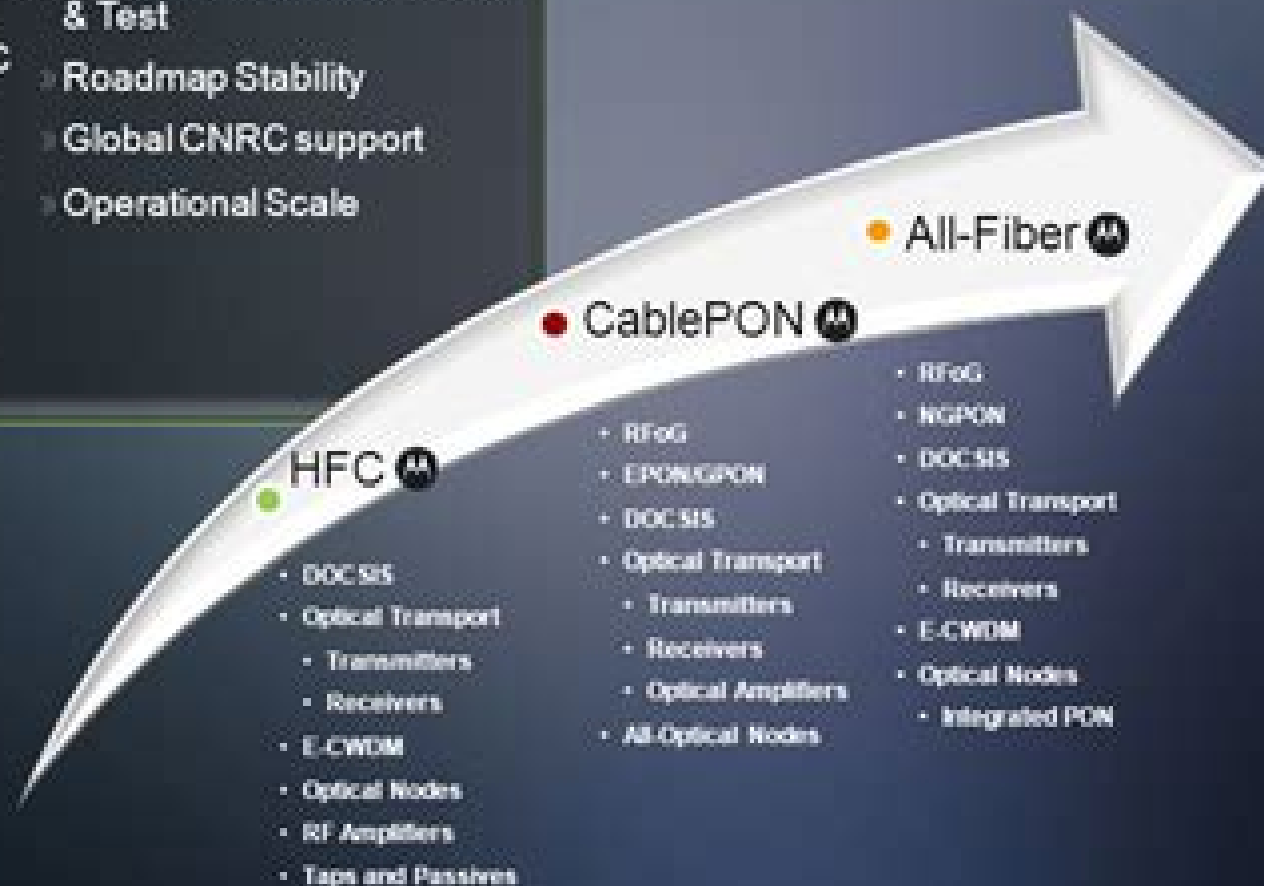 & Test
C
» Roadmap Stability
» Global CNRC support
» Operational Scale
All-Fiber
CablePON
HFC
• DOCSIS
• Optical Transport
• Transmitters
• Receivers
• E-CWDM
• Optical Nodes
• RF Amplifiers
• Taps and Passives
• RFoG
• EPON/GPON
• DOCSIS
• Optical Transport
• Transmitters
• Receivers
• Optical Amplifiers
• All-Optical Nodes
• RFoG
• NGPON
• DOCSIS
• Optical Transport
• Transmitters
• Receivers
• E-CWDM
• Optical Nodes
• Integrated PON